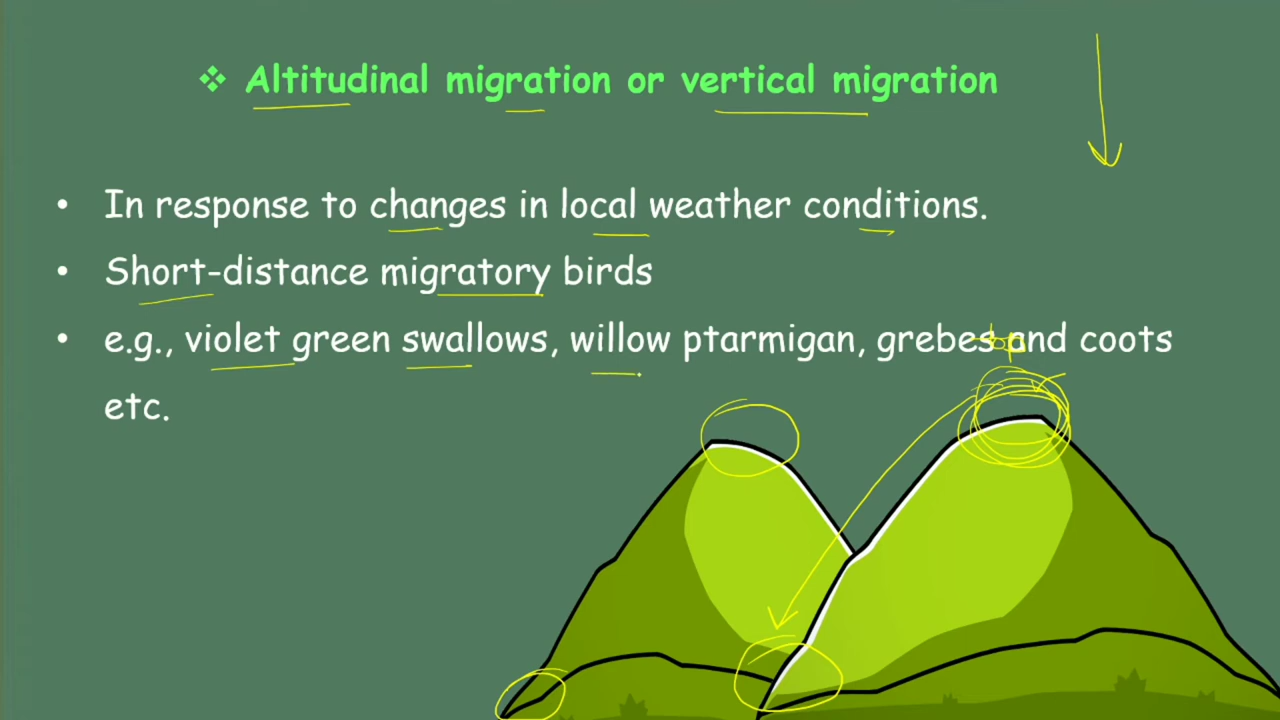 ❖ Altitudinal migration or vertical migration
• In response to changes in local weather conditions.
• Short-distance migratory birds
• e.g., violet green swallows, willow ptarmigan, grebes and coots
etc.
top